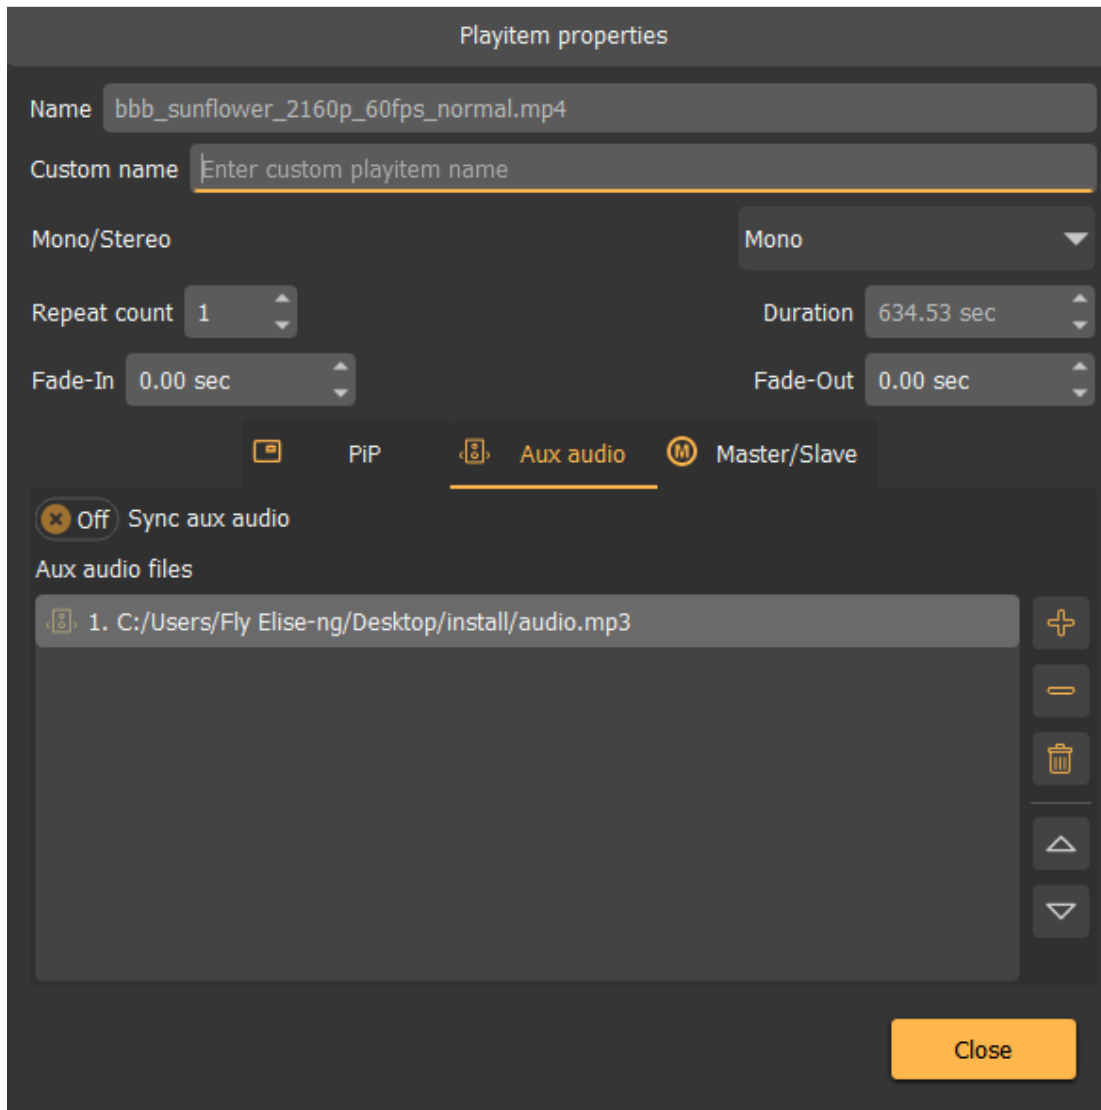 Playitem properties
Name bbb_sunflower_2160p_60fps_normal.mp4
Custom name Enter custom playitem name
Mono/Stereo Mono
Repeat count 1 Duration 634.53 sec
Fade-In 0.00 sec Fade-Out 0.00 sec
PiP Aux audio M Master/Slave
Off Sync aux audio
Aux audio files
1. C:/Users/Fly Elise-ng/Desktop/install/audio.mp3
Close